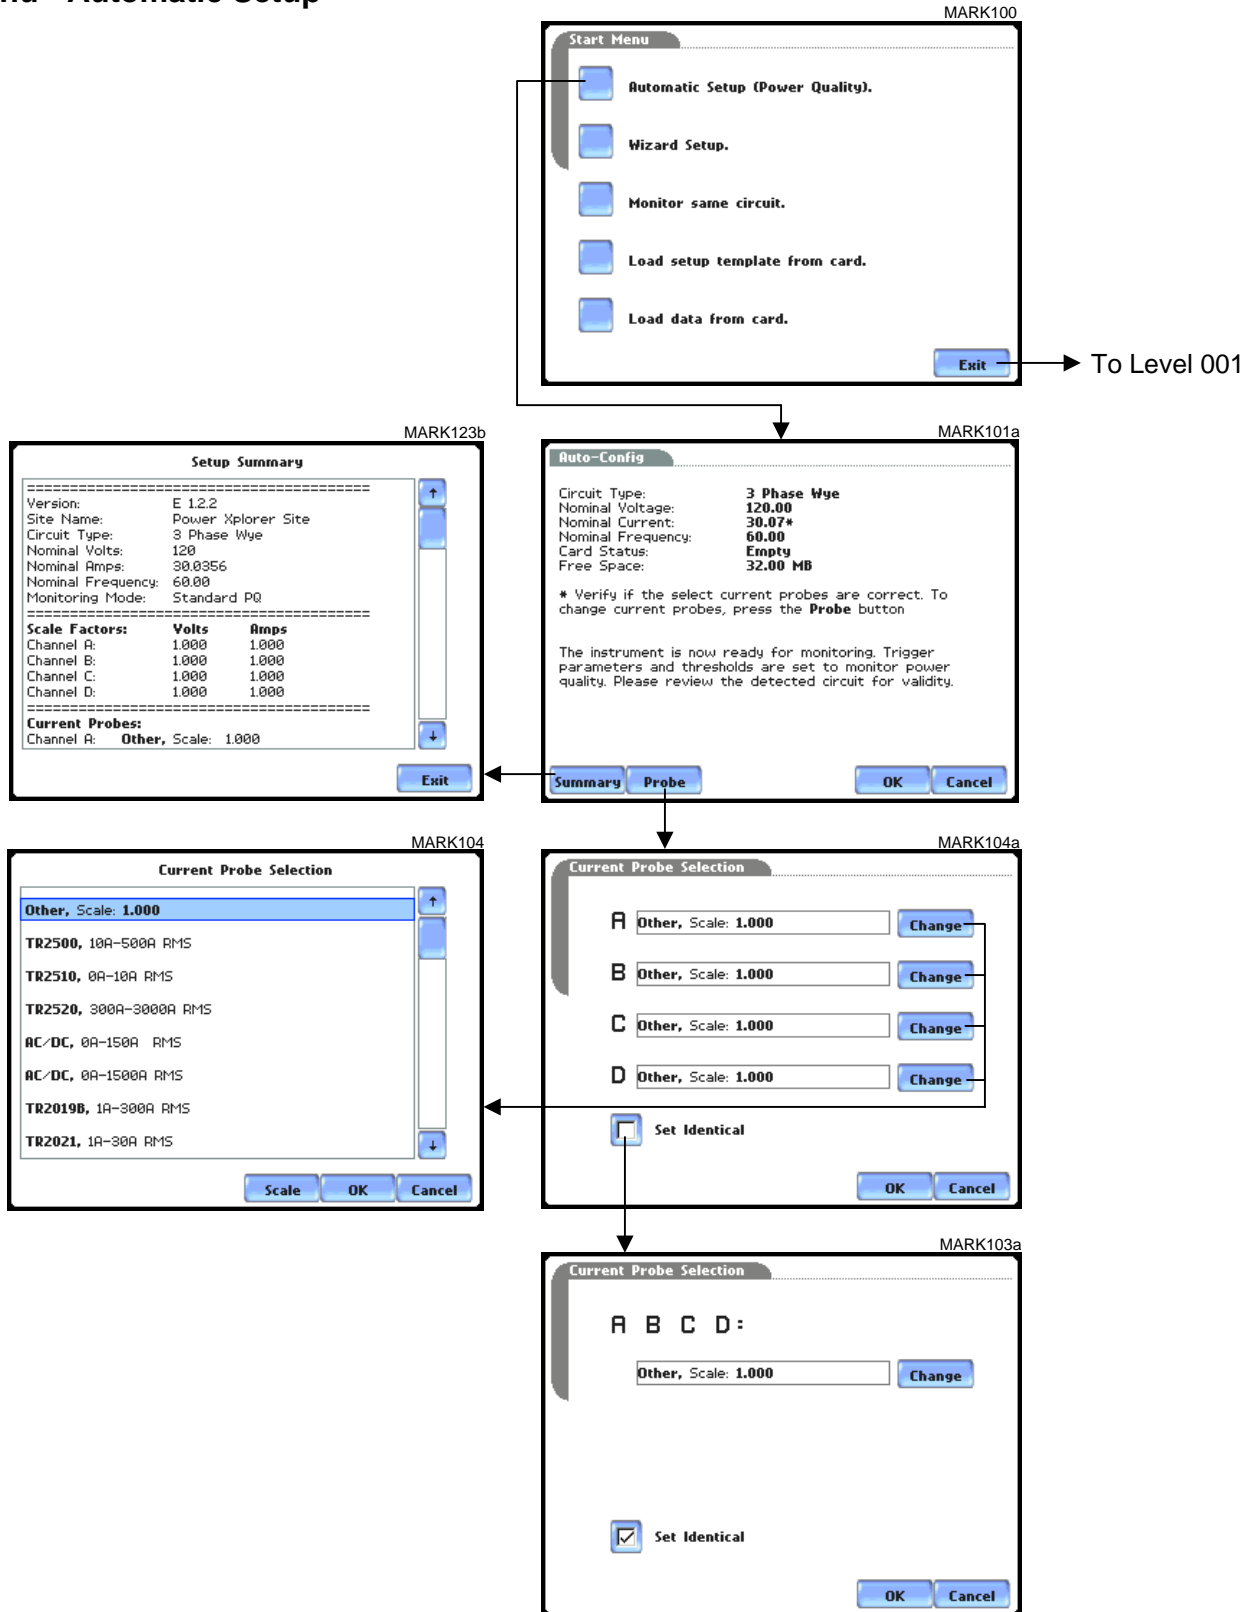 Automatic Setup
MARK100
Start Menu
Automatic Setup (Power Quality).
Wizard Setup.
Monitor same circuit.
Load setup template from card.
Load data from card.
Exit
To Level 001
MARK123b
Setup Summary
========================================
Version: E 1.2.2
Site Name: Power Xplorer Site
Circuit Type: 3 Phase Wye
Nominal Volts: 120
Nominal Amps: 30.0356
Nominal Frequency: 60.00
Monitoring Mode: Standard PQ
========================================
Scale Factors: Volts Amps
Channel A: 1.000 1.000
Channel B: 1.000 1.000
Channel C: 1.000 1.000
Channel D: 1.000 1.000
========================================
Current Probes:
Channel A: Other, Scale: 1.000
Exit
MARK101a
Auto-Config
Circuit Type: 3 Phase Wye
Nominal Voltage: 120.00
Nominal Current: 30.07*
Nominal Frequency: 60.00
Card Status: Empty
Free Space: 32.00 MB
* Verify if the select current probes are correct. To
change current probes, press the Probe button
The instrument is now ready for monitoring. Trigger
parameters and thresholds are set to monitor power
quality. Please review the detected circuit for validity.
Summary Probe OK Cancel
MARK104
Current Probe Selection
Other, Scale: 1.000
TR2500, 10A-500A RMS
TR2510, 0A-10A RMS
TR2520, 300A-3000A RMS
AC/DC, 0A-150A RMS
AC/DC, 0A-1500A RMS
TR2019B, 1A-300A RMS
TR2021, 1A-30A RMS
Scale OK Cancel
MARK104a
Current Probe Selection
A Other, Scale: 1.000 Change
B Other, Scale: 1.000 Change
C Other, Scale: 1.000 Change
D Other, Scale: 1.000 Change
Set Identical
OK Cancel
MARK103a
Current Probe Selection
A B C D:
Other, Scale: 1.000 Change
Set Identical
OK Cancel